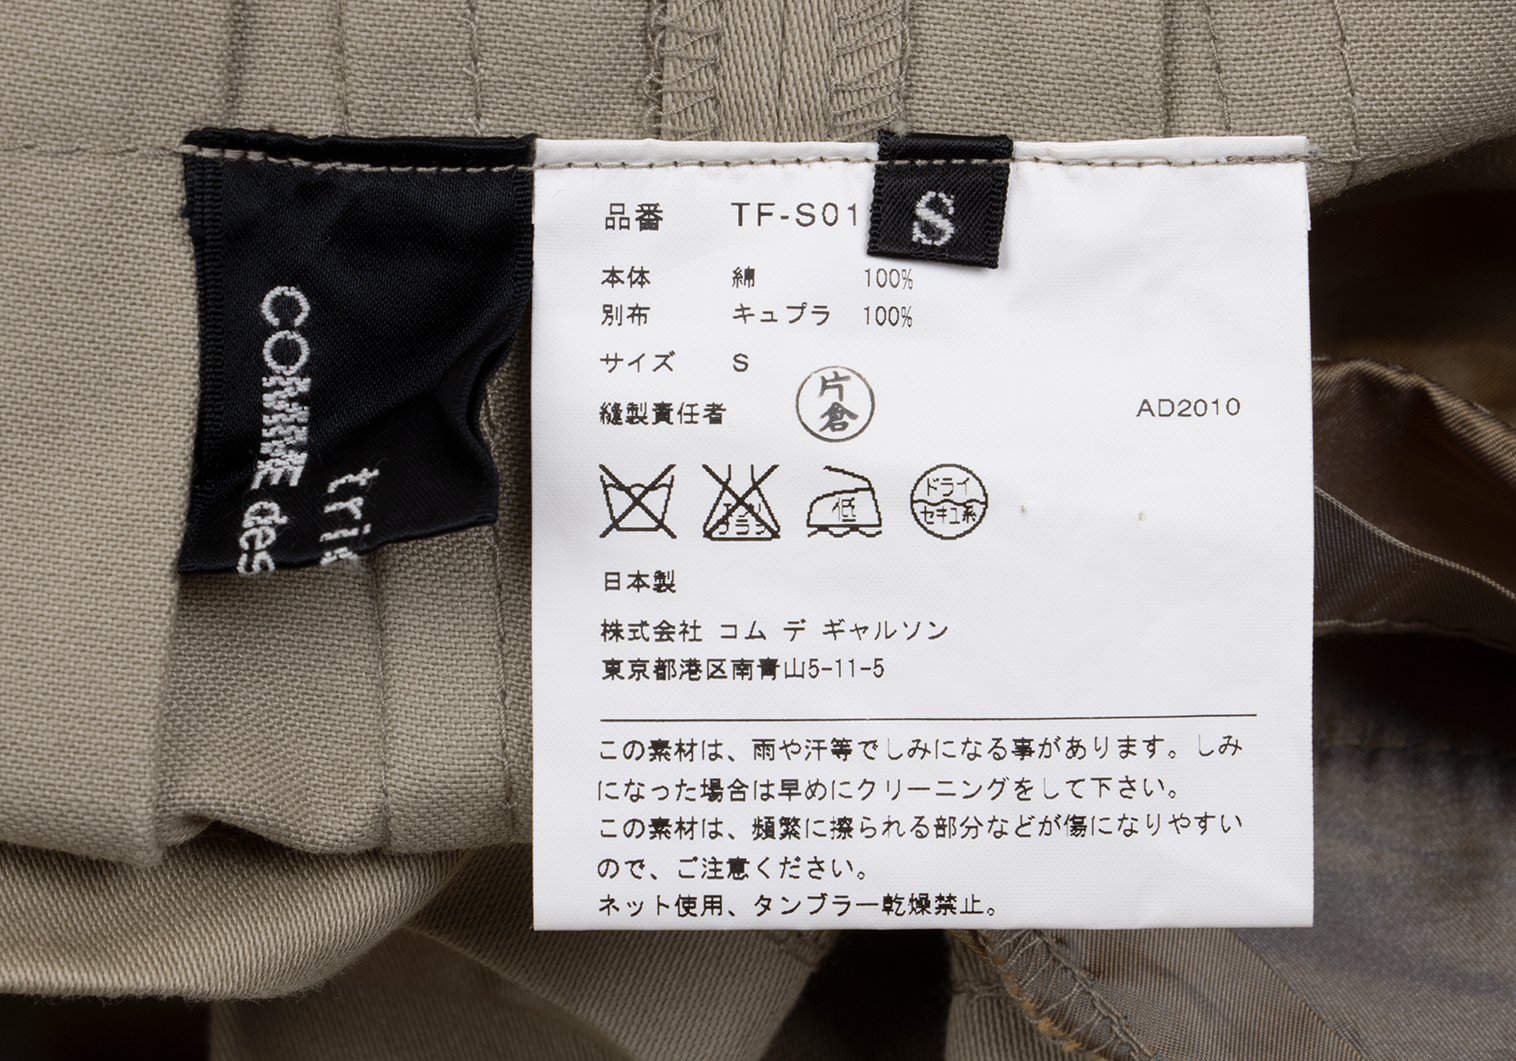 COMME des
品番 TF-S01
S
本体 綿 100%
別布 キュプラ 100%
サイズ S
縫製責任者 片倉
AD2010
エンソ
サラシ
低
ドライ
セキユ系
日本製
株式会社 コム デ ギャルソン
東京都港区南青山5-11-5
この素材は、雨や汗等でしみになる事があります。しみ
になった場合は早めにクリーニングをして下さい。
この素材は、頻繁に擦られる部分などが傷になりやすい
ので、ご注意ください。
ネット使用、タンブラー乾燥禁止。